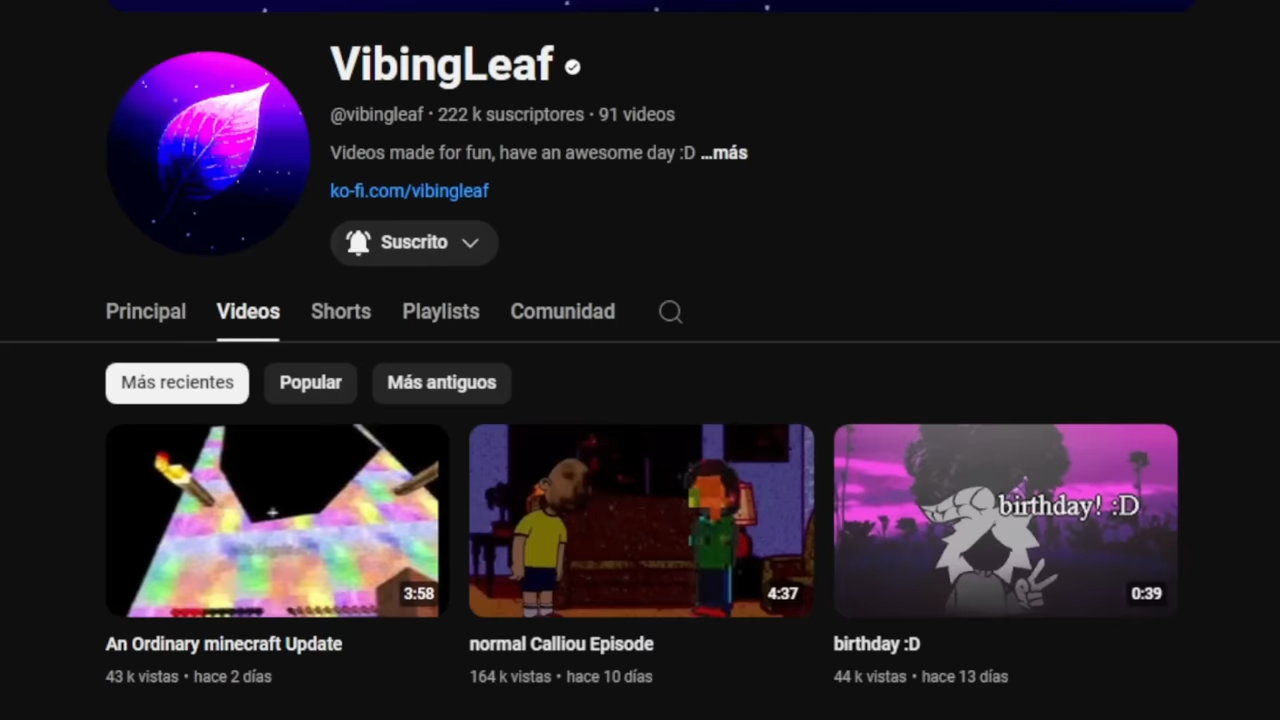 VibingLeaf
@vibingleaf • 222 k suscriptores • 91 videos
Videos made for fun, have an awesome day :D ...más
ko-fi.com/vibingleaf
Suscrito
Principal Videos Shorts Playlists Comunidad
Más recientes Popular Más antiguos
birthday! :D
3:58 4:37 0:39
An Ordinary minecraft Update normal Calliou Episode birthday :D
43 k vistas • hace 2 días 164 k vistas • hace 10 días 44 k vistas • hace 13 días